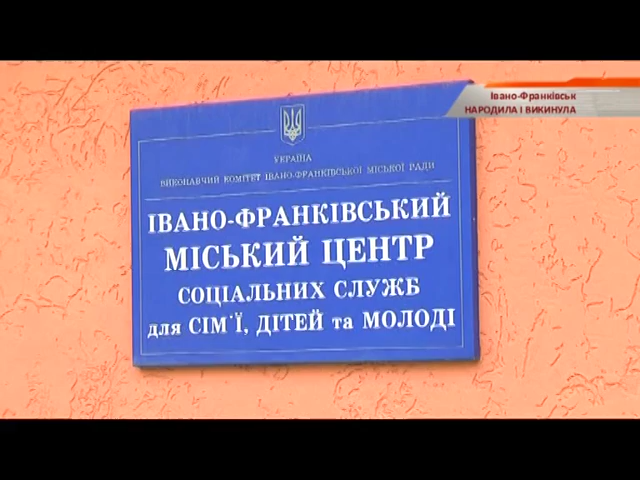 Івано-Франківськ
НАРОДИЛА І ВИКИНУЛА
УКРАЇНА
ВИКОНАВЧИЙ КОМІТЕТ ІВАНО-ФРАНКІВСЬКОЇ МІСЬКОЇ РАДИ
ІВАНО-ФРАНКІВСЬКИЙ
МІСЬКИЙ ЦЕНТР
СОЦІАЛЬНИХ СЛУЖБ
для СІМ'Ї, ДІТЕЙ та МОЛОДІ